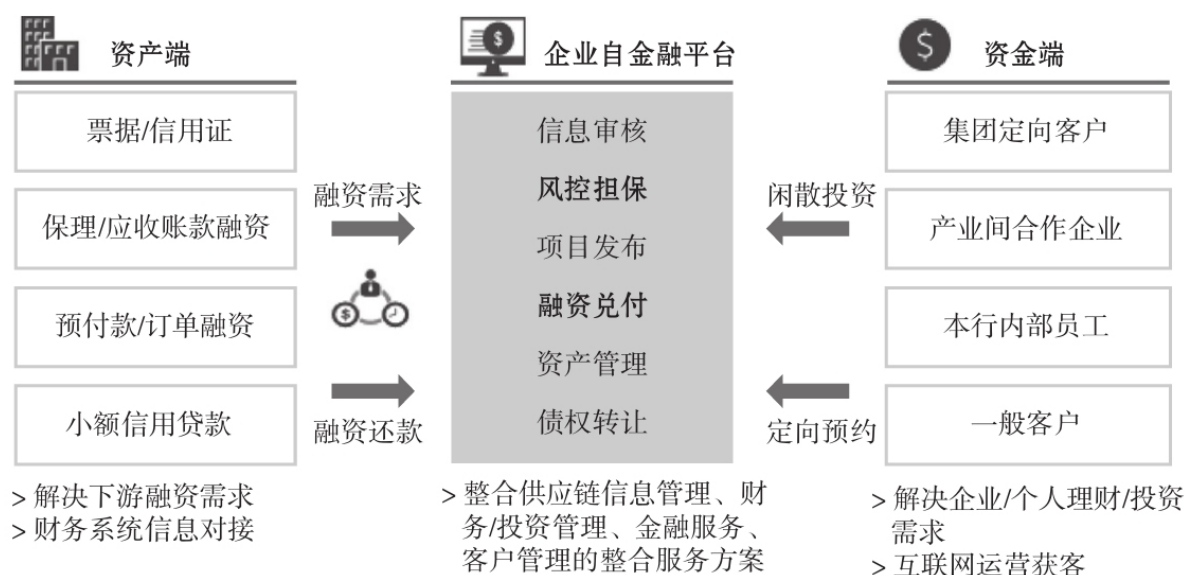 资产端
票据/信用证
保理/应收账款融资
预付款/订单融资
小额信用贷款
> 解决下游融资需求
> 财务系统信息对接
融资需求
融资还款
企业自金融平台
信息审核
风控担保
项目发布
融资兑付
资产管理
债权转让
> 整合供应链信息管理、财
务/投资管理、金融服务、
客户管理的整合服务方案
闲散投资
定向预约
资金端
集团定向客户
产业间合作企业
本行内部员工
一般客户
> 解决企业/个人理财/投资
需求
> 互联网运营获客